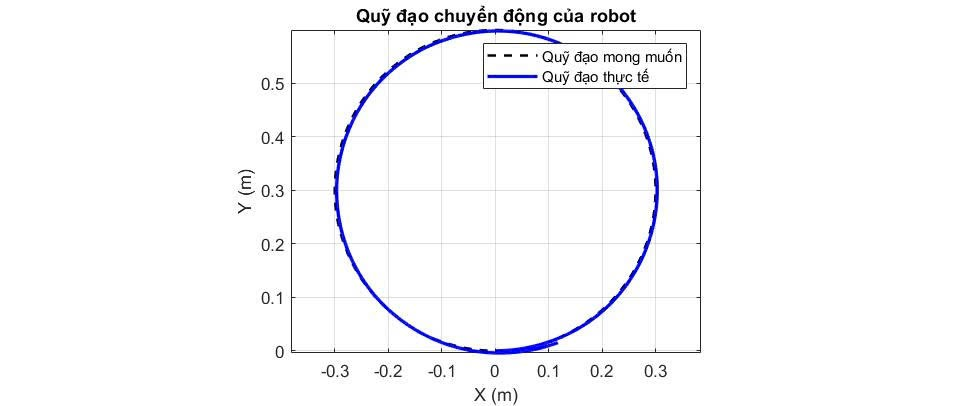 Quỹ đạo chuyển động của robot
Quỹ đạo mong muốn
Quỹ đạo thực tế
0.5
0.4
0.3
0.2
0.1
0
Y (m)
-0.3 -0.2 -0.1 0 0.1 0.2 0.3
X (m)